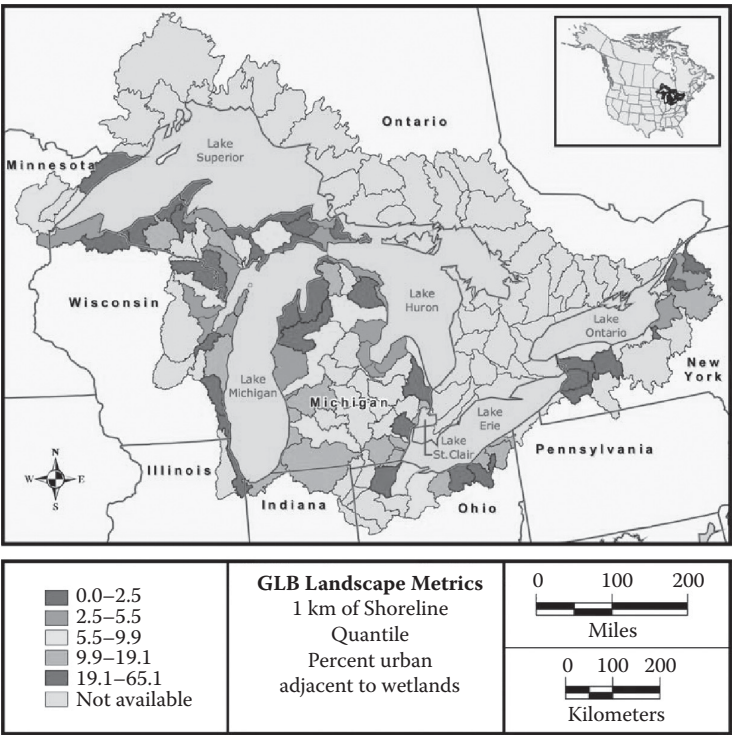 Ontario
Lake
Superior
Minnesota
Wisconsin
Lake
Huron
Lake
Ontario
New
York
Lake
Michigan
Michigan
Lake
Erie
Lake
St. Clair
Pennsylvania
N
W
E
S
Illinois
Indiana
Ohio
0.0–2.5
2.5–5.5
5.5–9.9
9.9–19.1
19.1–65.1
Not available
GLB Landscape Metrics
1 km of Shoreline
Quantile
Percent urban
adjacent to wetlands
0 100 200
Miles
0 100 200
Kilometers